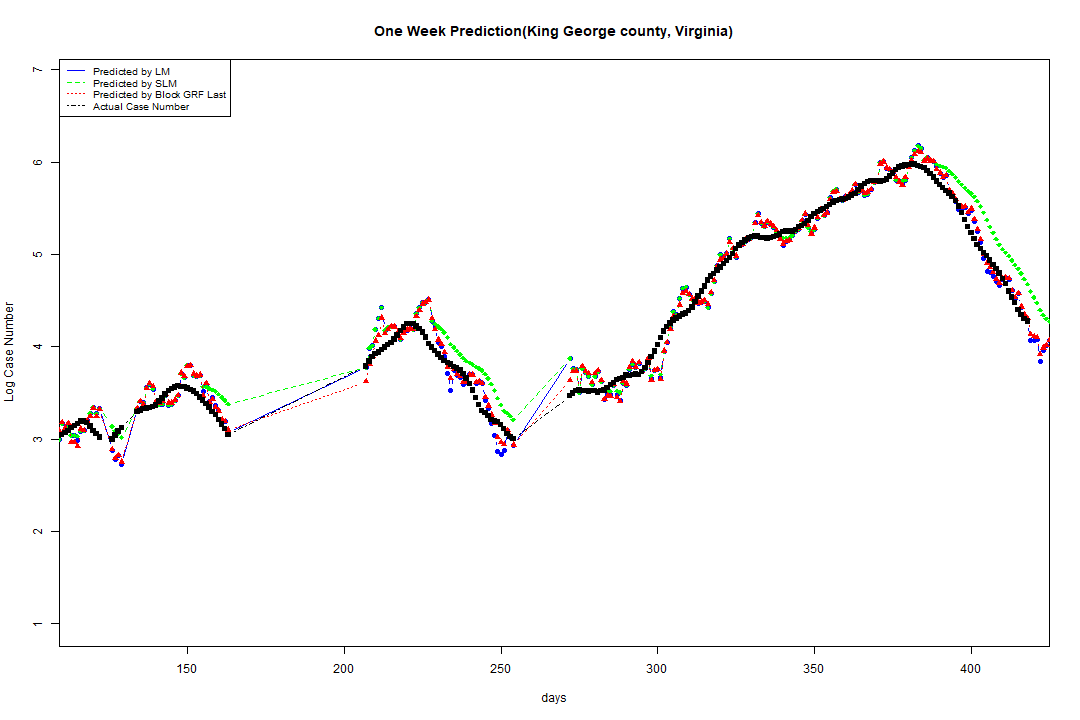 One Week Prediction(King George county, Virginia)
Predicted by LM
Predicted by SLM
Predicted by Block GRF Last
Actual Case Number
7
6
5
4
3
2
1
Log Case Number
150 200 250 300 350 400
days